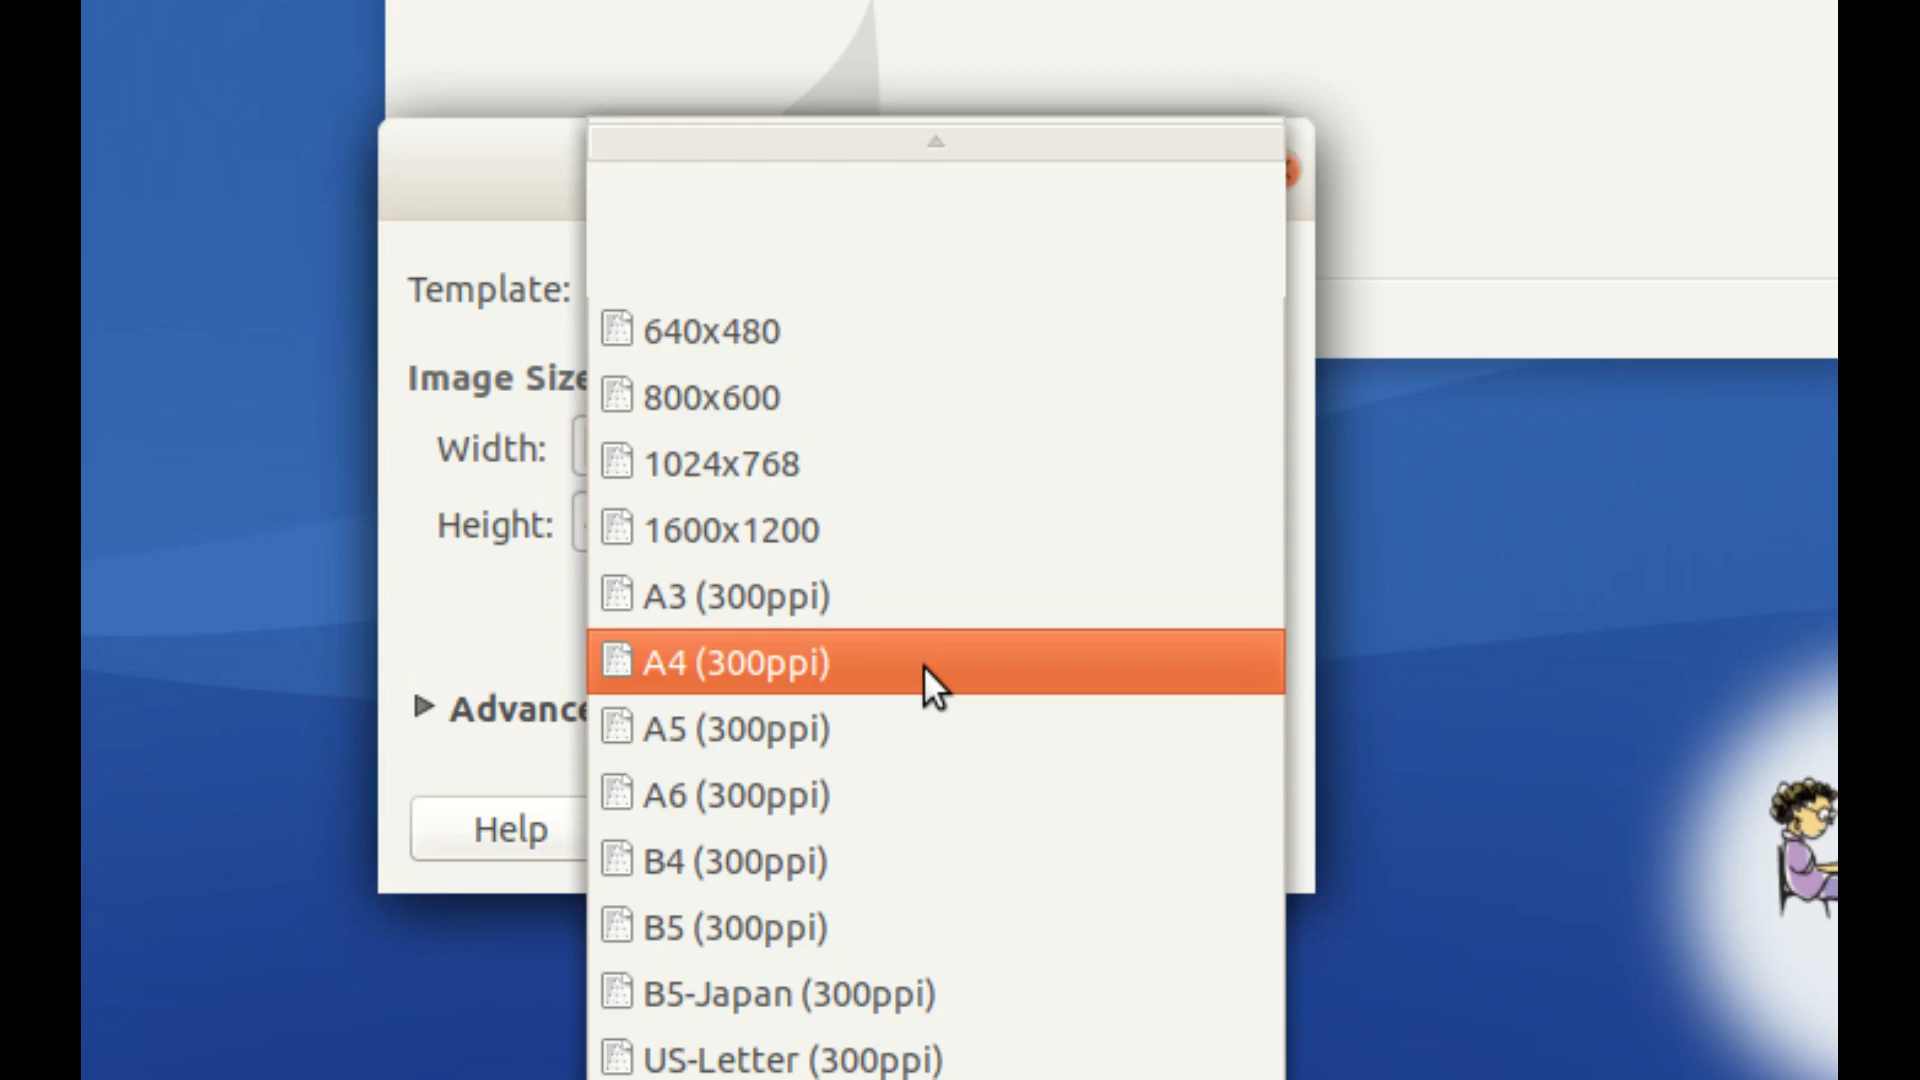 Template:
Image Size
Width:
Height:
Advance
Help
640x480
800x600
1024x768
1600x1200
A3 (300ppi)
A4 (300ppi)
A5 (300ppi)
A6 (300ppi)
B4 (300ppi)
B5 (300ppi)
B5-Japan (300ppi)
US-Letter (300ppi)